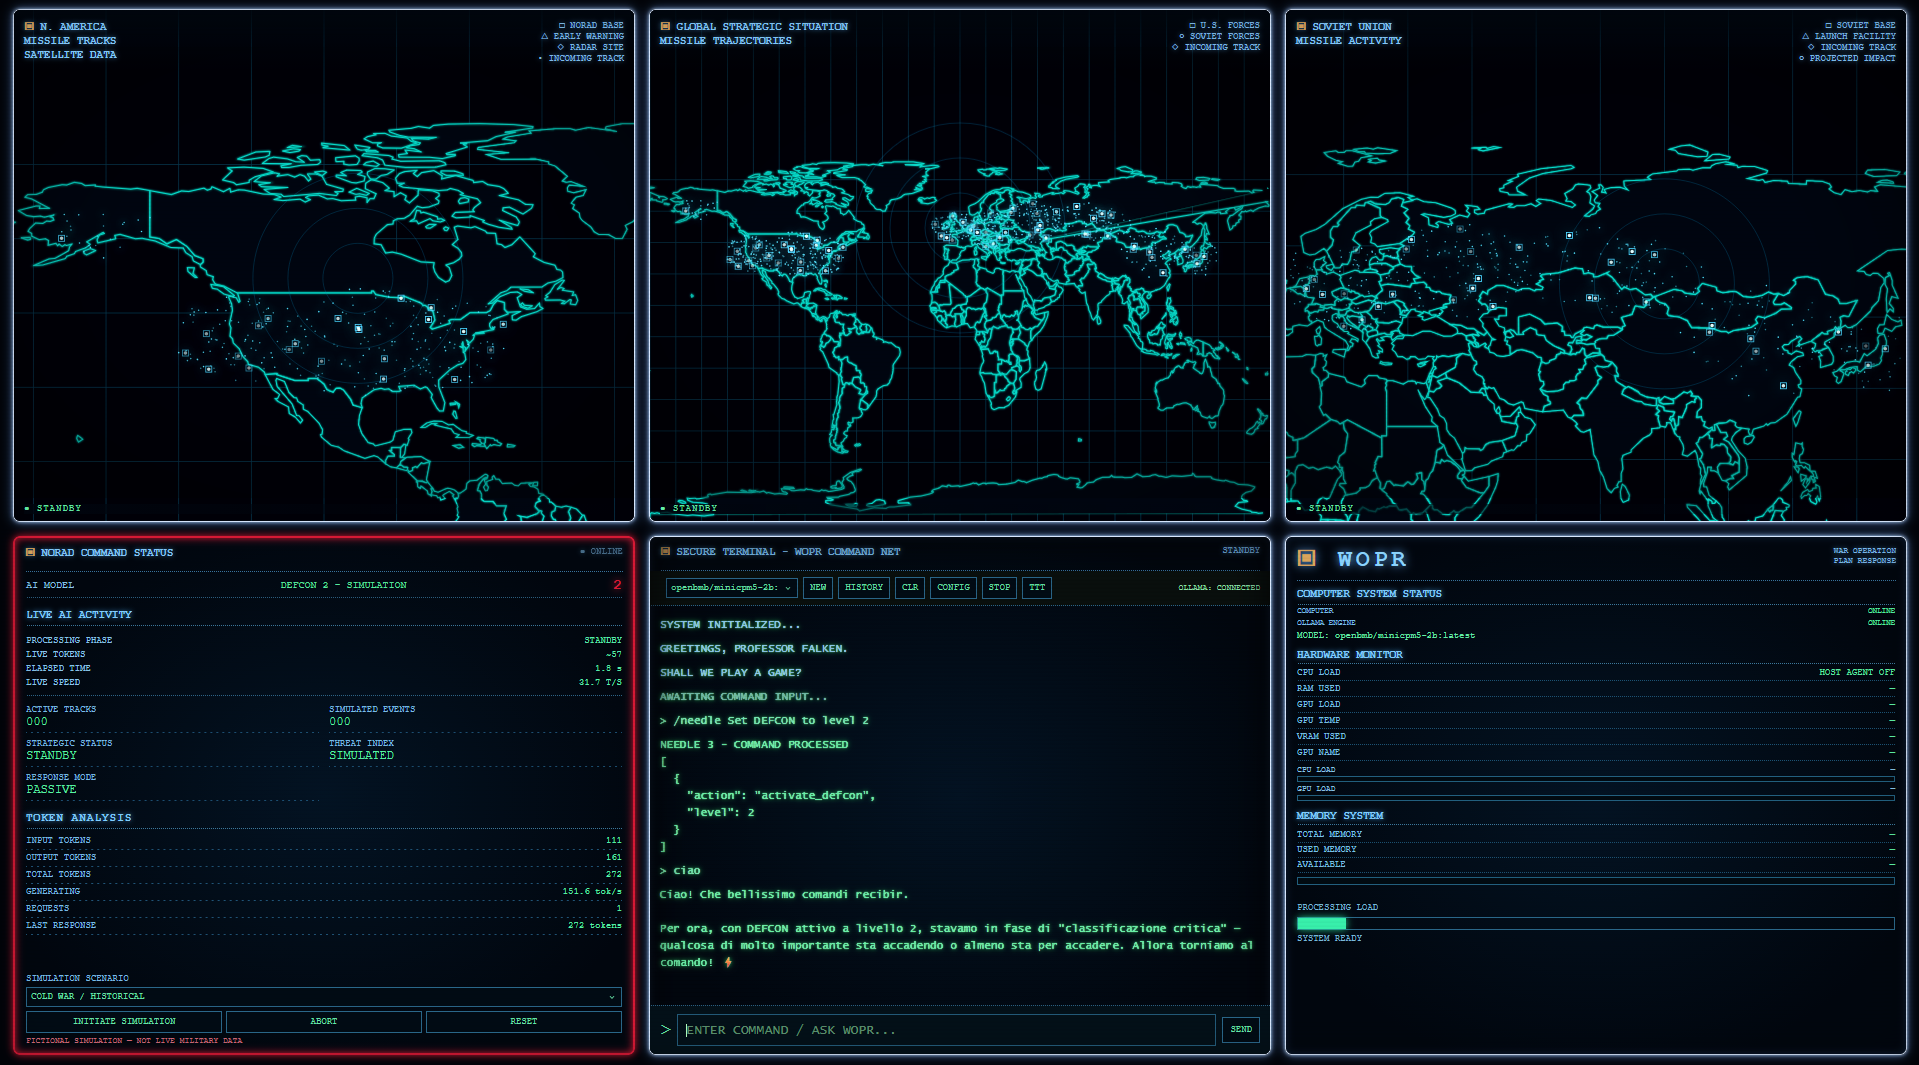 N. AMERICA
MISSILE TRACKS
SATELLITE DATA
□ NORAD BASE
△ EARLY WARNING
◇ RADAR SITE
• INCOMING TRACK
▪ STANDBY
GLOBAL STRATEGIC SITUATION
MISSILE TRAJECTORIES
□ U.S. FORCES
○ SOVIET FORCES
◇ INCOMING TRACK
▪ STANDBY
SOVIET UNION
MISSILE ACTIVITY
□ SOVIET BASE
△ LAUNCH FACILITY
◇ INCOMING TRACK
○ PROJECTED IMPACT
▪ STANDBY
NORAD COMMAND STATUS
ONLINE
AI MODEL DEFCON 2 - SIMULATION 2
LIVE AI ACTIVITY
PROCESSING PHASE STANDBY
LIVE TOKENS ~57
ELAPSED TIME 1.8 s
LIVE SPEED 31.7 T/S
ACTIVE TRACKS SIMULATED EVENTS
000 000
STRATEGIC STATUS THREAT INDEX
STANDBY SIMULATED
RESPONSE MODE
PASSIVE
TOKEN ANALYSIS
INPUT TOKENS 111
OUTPUT TOKENS 161
TOTAL TOKENS 272
GENERATING 151.6 tok/s
REQUESTS 1
LAST RESPONSE 272 tokens
SIMULATION SCENARIO
COLD WAR / HISTORICAL
INITIATE SIMULATION ABORT RESET
FICTIONAL SIMULATION — NOT LIVE MILITARY DATA
SECURE TERMINAL - WOPR COMMAND NET STANDBY
openbmb/minicpm5-2b: NEW HISTORY CLR CONFIG STOP TTT OLLAMA: CONNECTED
SYSTEM INITIALIZED...
GREETINGS, PROFESSOR FALKEN.
SHALL WE PLAY A GAME?
AWAITING COMMAND INPUT...
> /needle Set DEFCON to level 2
NEEDLE 3 - COMMAND PROCESSED
[
{
"action": "activate_defcon",
"level": 2
}
]
> ciao
Ciao! Che bellissimo comandi recibir.
Per ora, con DEFCON attivo a livello 2, stavamo in fase di "classificazione critica" —
qualcosa di molto importante sta accadendo o almeno sta per accadere. Allora torniamo al
comando! ⚡
> ENTER COMMAND / ASK WOPR... SEND
WOPR
WAR OPERATION
PLAN RESPONSE
COMPUTER SYSTEM STATUS
COMPUTER ONLINE
OLLAMA ENGINE ONLINE
MODEL: openbmb/minicpm5-2b:latest
HARDWARE MONITOR
CPU LOAD HOST AGENT OFF
RAM USED —
GPU LOAD —
GPU TEMP —
VRAM USED —
GPU NAME —
CPU LOAD —
GPU LOAD —
MEMORY SYSTEM
TOTAL MEMORY —
USED MEMORY —
AVAILABLE —
PROCESSING LOAD
SYSTEM READY